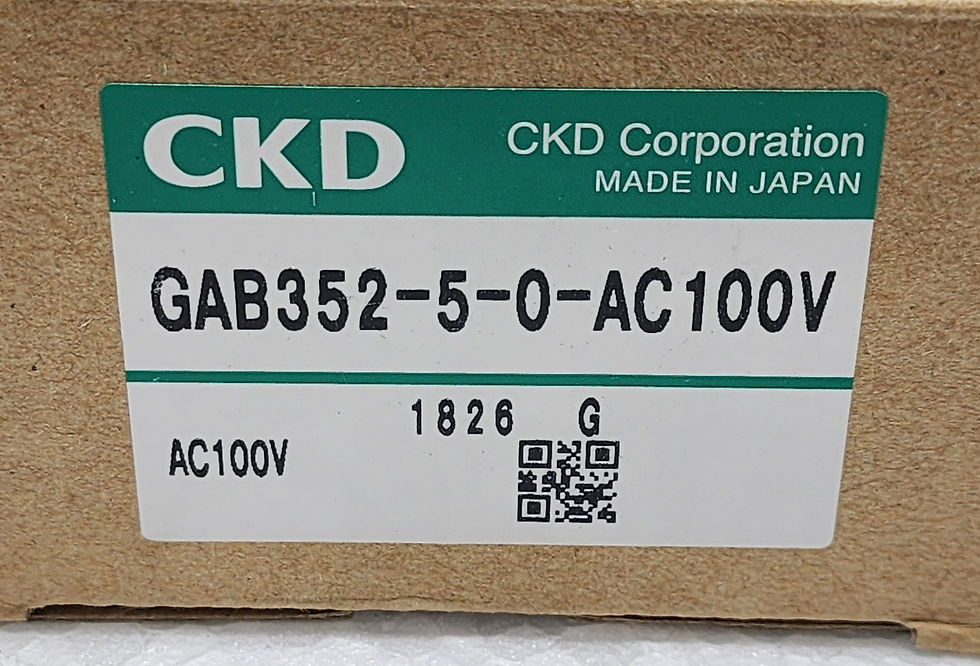 CKD
CKD Corporation
MADE IN JAPAN
GAB352-5-0-AC100V
1826 G
AC100V